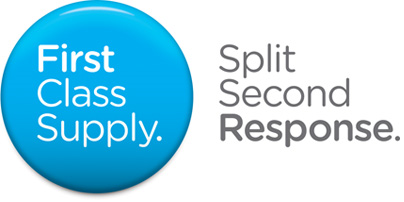 First
Class
Supply.
Split
Second
Response.